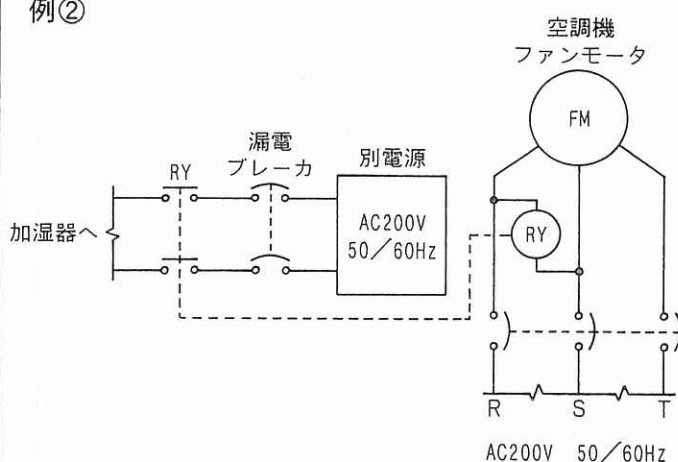 例②
空調機
ファンモータ
FM
漏電
ブレーカ
別電源
RY
加湿器へ
AC200V
50／60Hz
RY
R S T
AC200V 50／60Hz